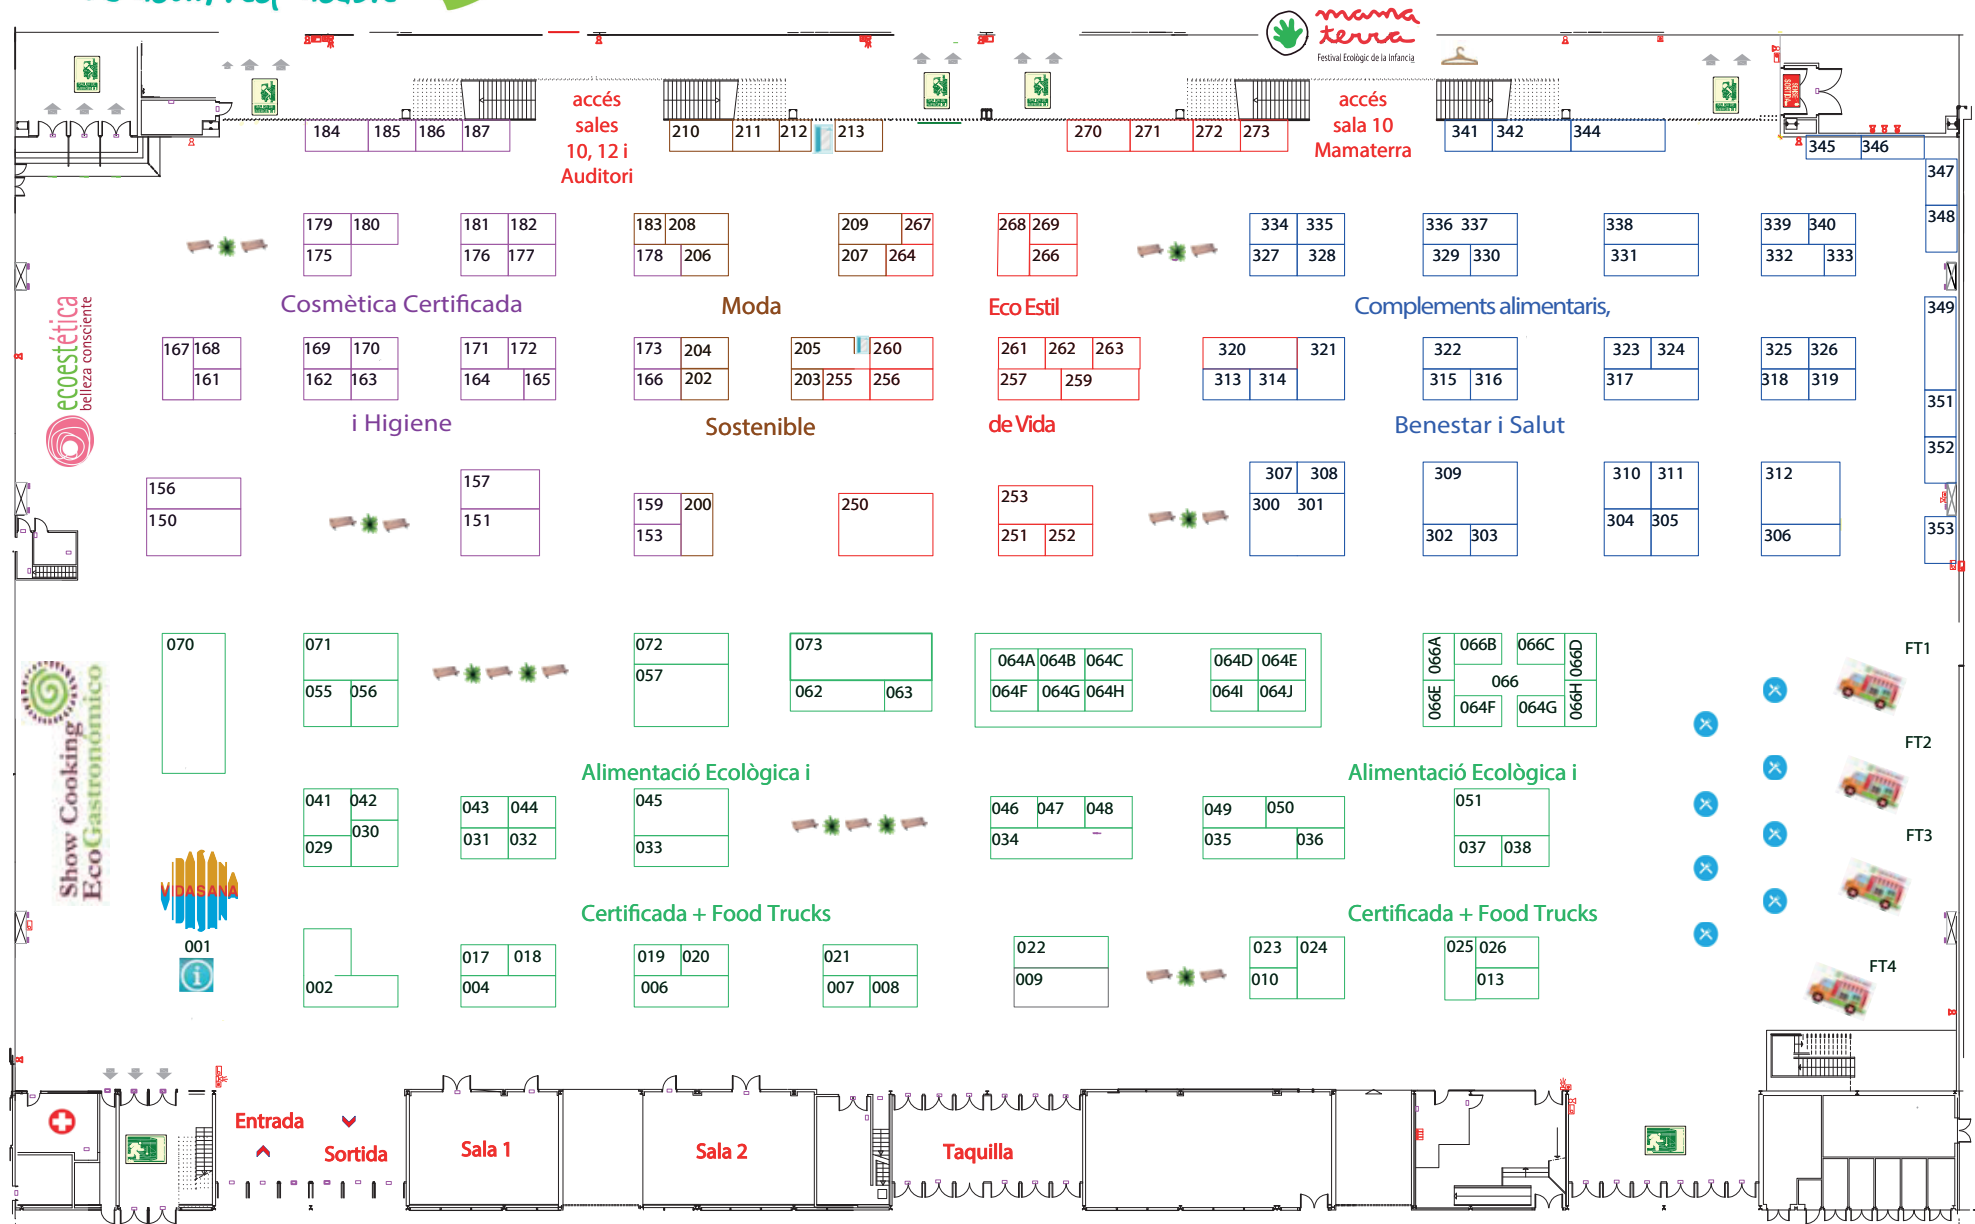 mama
terra
Festival Ecològic de la Infancia
accés
sales
10, 12 i
Auditori
accés
sala 10
Mamaterra
SENSE
SORTIDA
184 185 186 187
210 211 212 213
270 271 272 273
341 342 344
345 346
347
348
179 180 181 182 183 208 209 267 268 269 334 335 336 337 338 339 340
175 176 177 178 206 207 264 266 327 328 329 330 331 332 333
Cosmètica Certificada
Moda
Eco Estil
Complements alimentaris,
349
351
352
353
ecoestética
belleza consciente
167 168 169 170 171 172 173 204 205 260 261 262 263 320 321 322 323 324 325 326
161 162 163 164 165 166 202 203 255 256 257 259 313 314 315 316 317 318 319
i Higiene
Sostenible
de Vida
Benestar i Salut
156 157 159 200 250 253 307 308 309 310 311 312
150 151 153 251 252 300 301 302 303 304 305 306
070 071 072 073
055 056 057 062 063
064A 064B 064C 064D 064E
064F 064G 064H 064I 064J
066A 066B 066C 066D
066
066E 064F 064G 066H
FT1
FT2
FT3
FT4
Show Cooking
EcoGastronómico
Alimentació Ecològica i
Alimentació Ecològica i
041 042 043 044 045 046 047 048 049 050 051
029 030 031 032 033 034 035 036 037 038
VIDASANA
Certificada + Food Trucks
Certificada + Food Trucks
001
i
002
017 018 019 020 021 022 023 024 025 026
004 006 007 008 009 010 013
Entrada
Sortida
Sala 1
Sala 2
Taquilla